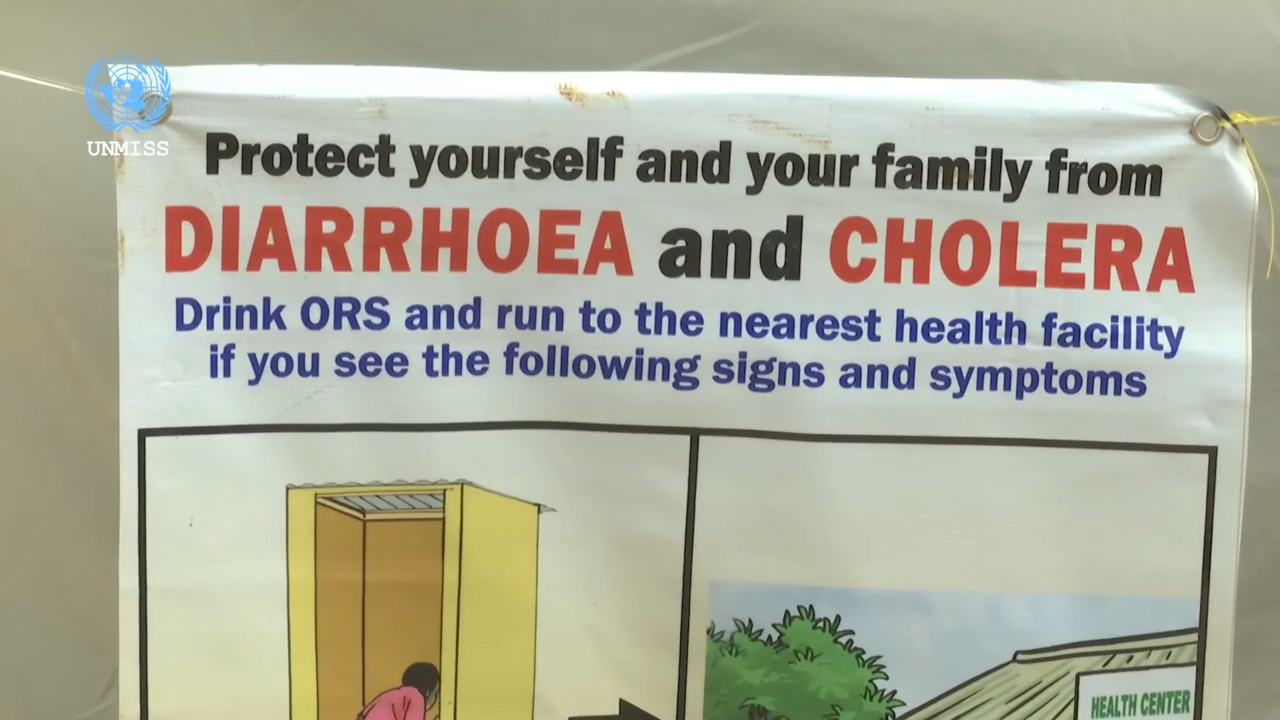 UNMISS
Protect yourself and your family from
DIARRHOEA and CHOLERA
Drink ORS and run to the nearest health facility
if you see the following signs and symptoms
HEALTH CENTER